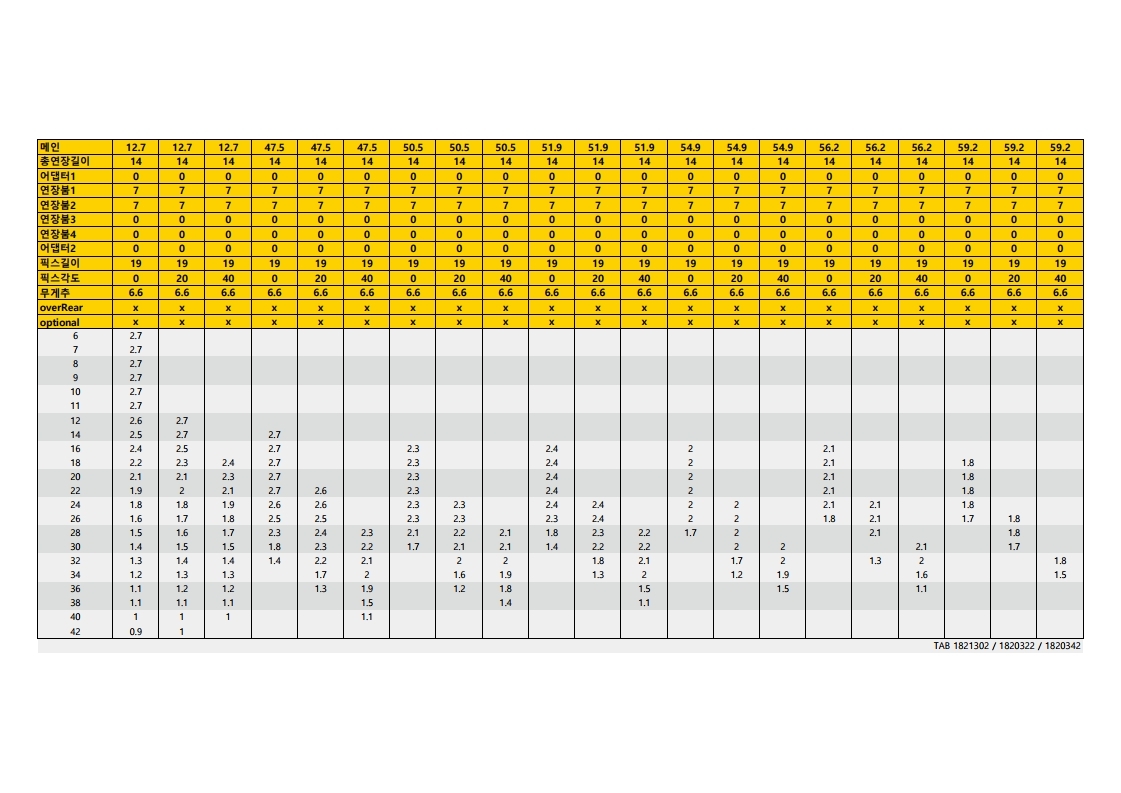 메인 12.7 12.7 12.7 47.5 47.5 47.5 50.5 50.5 50.5 51.9 51.9 51.9 54.9 54.9 54.9 56.2 56.2 56.2 59.2 59.2 59.2
총연장길이 14 14 14 14 14 14 14 14 14 14 14 14 14 14 14 14 14 14 14 14 14
어댑터1 0 0 0 0 0 0 0 0 0 0 0 0 0 0 0 0 0 0 0 0 0
연장붐1 7 7 7 7 7 7 7 7 7 7 7 7 7 7 7 7 7 7 7 7 7
연장붐2 7 7 7 7 7 7 7 7 7 7 7 7 7 7 7 7 7 7 7 7 7
연장붐3 0 0 0 0 0 0 0 0 0 0 0 0 0 0 0 0 0 0 0 0 0
연장붐4 0 0 0 0 0 0 0 0 0 0 0 0 0 0 0 0 0 0 0 0 0
어댑터2 0 0 0 0 0 0 0 0 0 0 0 0 0 0 0 0 0 0 0 0 0
픽스길이 19 19 19 19 19 19 19 19 19 19 19 19 19 19 19 19 19 19 19 19 19
픽스각도 0 20 40 0 20 40 0 20 40 0 20 40 0 20 40 0 20 40 0 20 40
무게추 6.6 6.6 6.6 6.6 6.6 6.6 6.6 6.6 6.6 6.6 6.6 6.6 6.6 6.6 6.6 6.6 6.6 6.6 6.6 6.6 6.6
overRear x x x x x x x x x x x x x x x x x x x x x
optional x x x x x x x x x x x x x x x x x x x x x
6 2.7
7 2.7
8 2.7
9 2.7
10 2.7
11 2.7
12 2.6 2.7
14 2.5 2.7 2.7
16 2.4 2.5 2.7 2.3 2.4 2 2.1
18 2.2 2.3 2.4 2.7 2.3 2.4 2 2.1 1.8
20 2.1 2.1 2.3 2.7 2.3 2.4 2 2.1 1.8
22 1.9 2 2.1 2.7 2.6 2.3 2.4 2 2.1 1.8
24 1.8 1.8 1.9 2.6 2.6 2.3 2.3 2.4 2.4 2 2 2.1 2.1 1.8
26 1.6 1.7 1.8 2.5 2.5 2.3 2.3 2.3 2.4 2 2 1.8 2.1 1.7 1.8
28 1.5 1.6 1.7 2.3 2.4 2.3 2.1 2.2 2.1 1.8 2.3 2.2 1.7 2 2.1 1.8
30 1.4 1.5 1.5 1.8 2.3 2.2 1.7 2.1 2.1 1.4 2.2 2.2 2 2 2.1 1.7
32 1.3 1.4 1.4 1.4 2.2 2.1 2 2 1.8 2.1 1.7 2 1.3 2 1.8
34 1.2 1.3 1.3 1.7 2 1.6 1.9 1.3 2 1.2 1.9 1.6 1.5
36 1.1 1.2 1.2 1.3 1.9 1.2 1.8 1.5 1.5 1.1
38 1.1 1.1 1.1 1.5 1.4 1.1
40 1 1 1 1.1
42 0.9 1
TAB 1821302 / 1820322 / 1820342